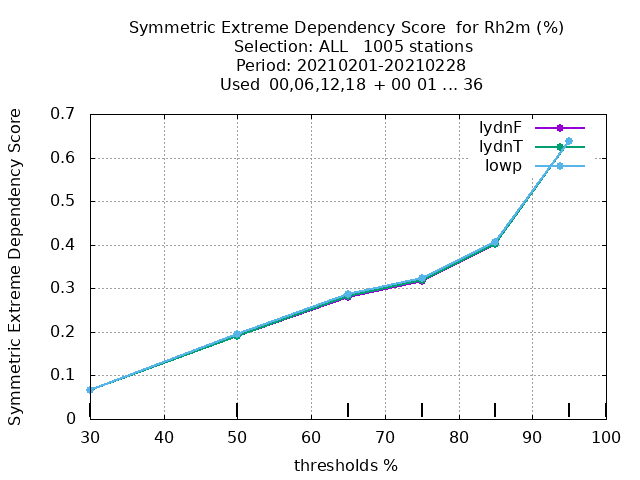 Symmetric Extreme Dependency Score  for Rh2m (%)
Selection: ALL   1005 stations
Period: 20210201-20210228
Used  00,06,12,18  + 00 01 ... 36
Symmetric Extreme Dependency Score
0.7
0.6
0.5
0.4
0.3
0.2
0.1
0
lydnF
lydnT
lowp
30 40 50 60 70 80 90 100
thresholds %